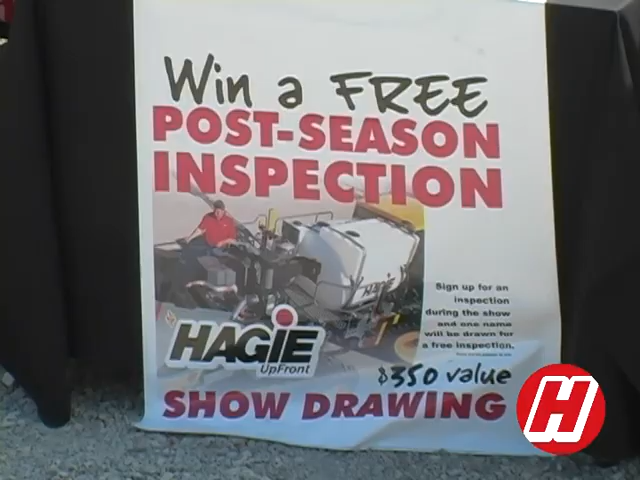 Win a FREE
POST-SEASON
INSPECTION
Sign up for an
inspection
during the show
and one name
will be drawn for
a free inspection.
HAGIE
UpFront
$350 value
SHOW DRAWING
H